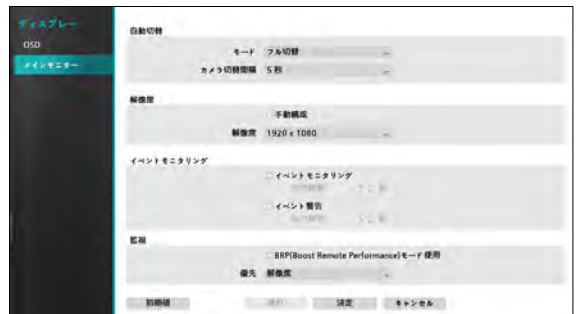 ディスプレー
OSD
メインモニター
自動切替
モード フル切替
カメラ切替間隔 5 秒
解像度
手動構成
解像度 1920 x 1080
イベントモニタリング
イベントモニタリング
イベント警告
監視
BRP(Boost Remote Performance)モード使用
優先 解像度
初期値 決定 キャンセル